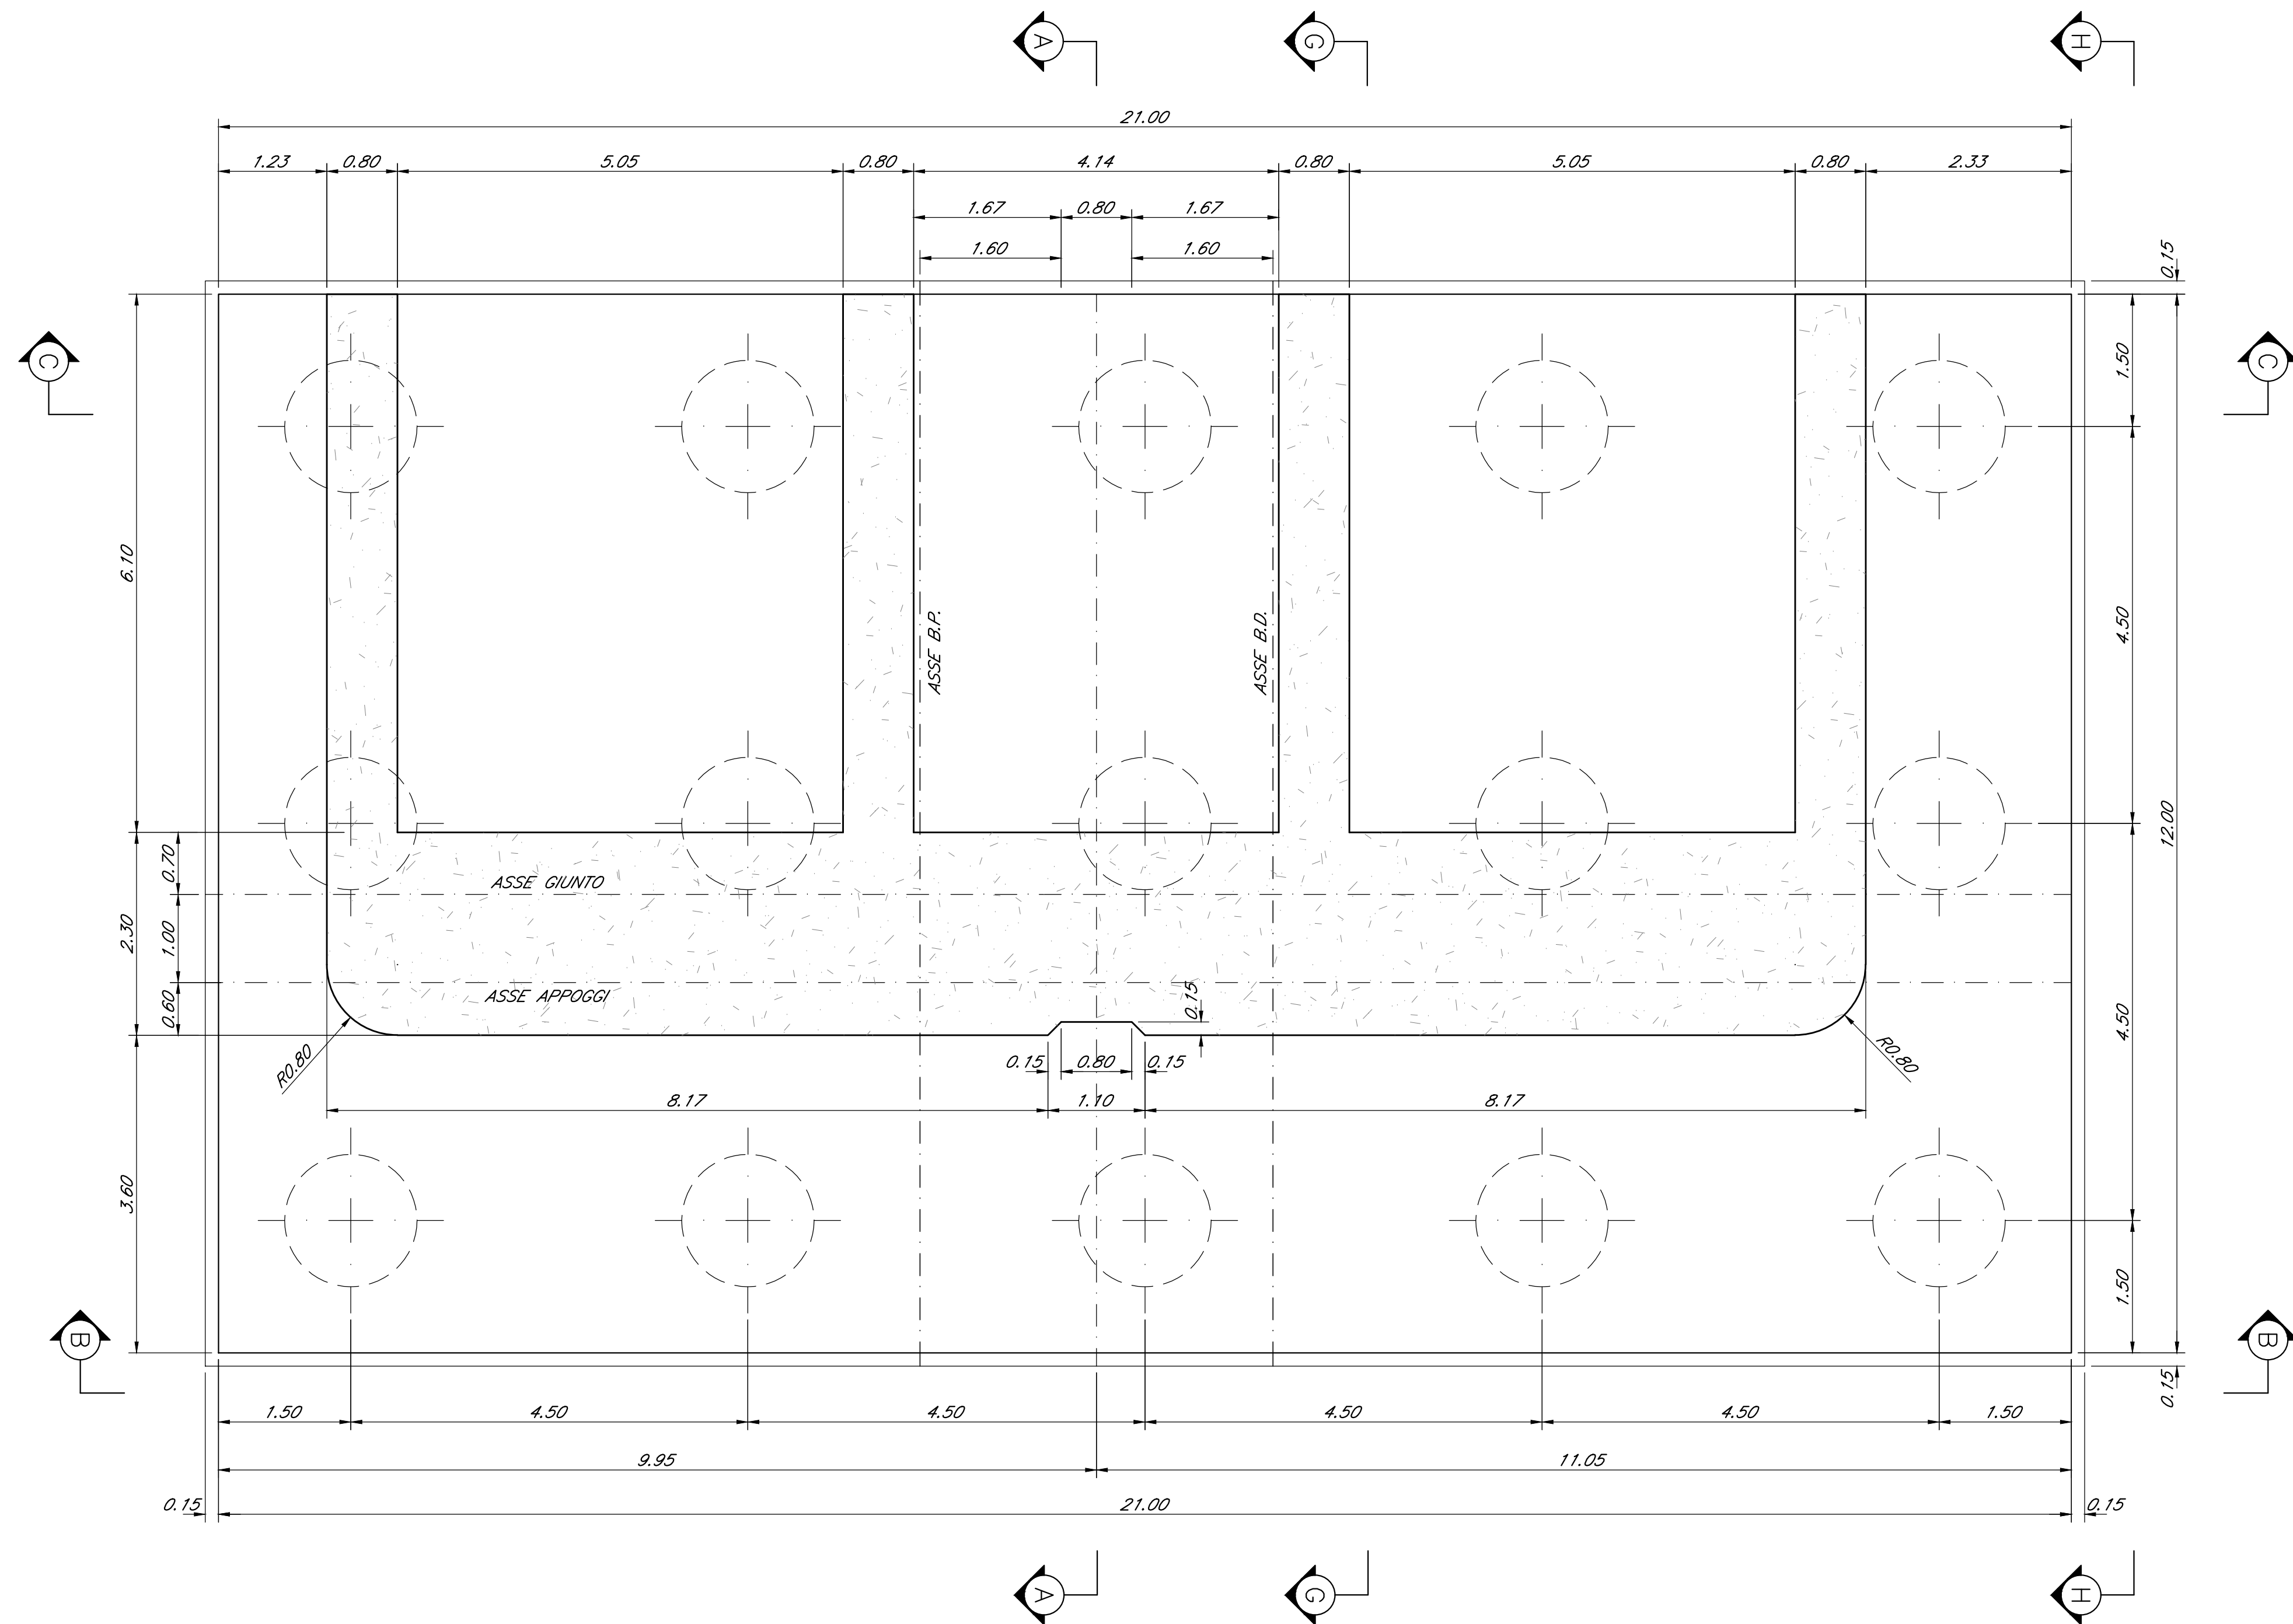 A G H
21.00
1.23 0.80 5.05 0.80 4.14 0.80 5.05 0.80 2.33
1.67 0.80 1.67
1.60 1.60
0.15
C C
1.50
6.10
4.50
ASSE B.P.
ASSE B.D.
12.00
0.70
ASSE GIUNTO
2.30
1.00
ASSE APPOGGI
0.60
0.15
4.50
R0.80
0.15 0.80 0.15
R0.80
8.17 1.10 8.17
3.60
1.50
B B
0.15
1.50 4.50 4.50 4.50 4.50 1.50
9.95 11.05
0.15 21.00 0.15
A G H